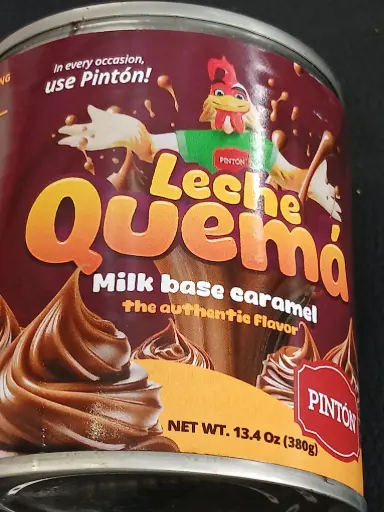 In every occasion,
use Pintón!
NG
PINTÓN
Leche
Quemá
Milk base caramel
the authentic flavor
PINTÓN
NET WT. 13.4 Oz (380g)